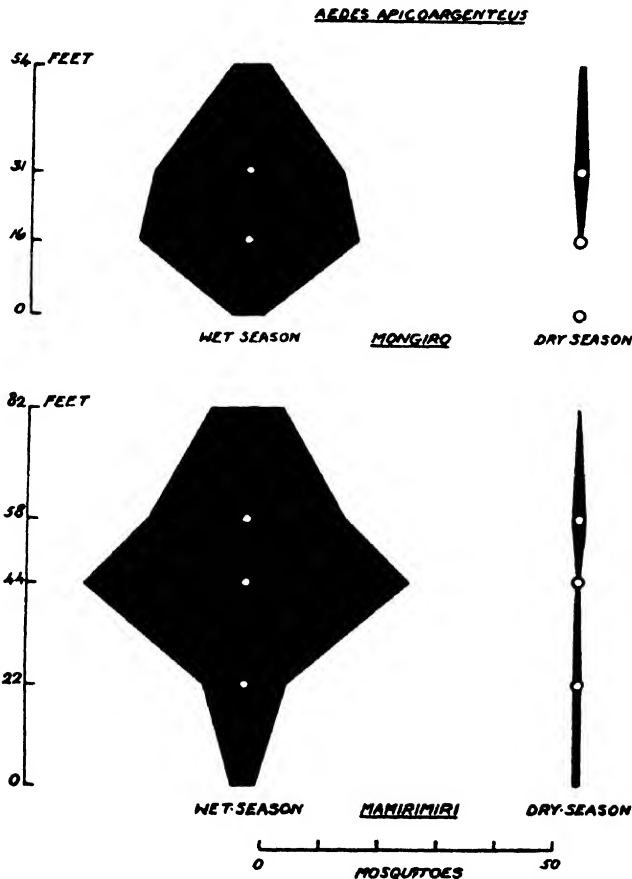 AEDES APICOARGENTEUS
54 FEET
31
16
0
WET SEASON MONGIRO DRY SEASON
82 FEET
58
44
22
0
WET-SEASON MAMIRIMIRI DRY-SEASON
0 50
MOSQUITOES